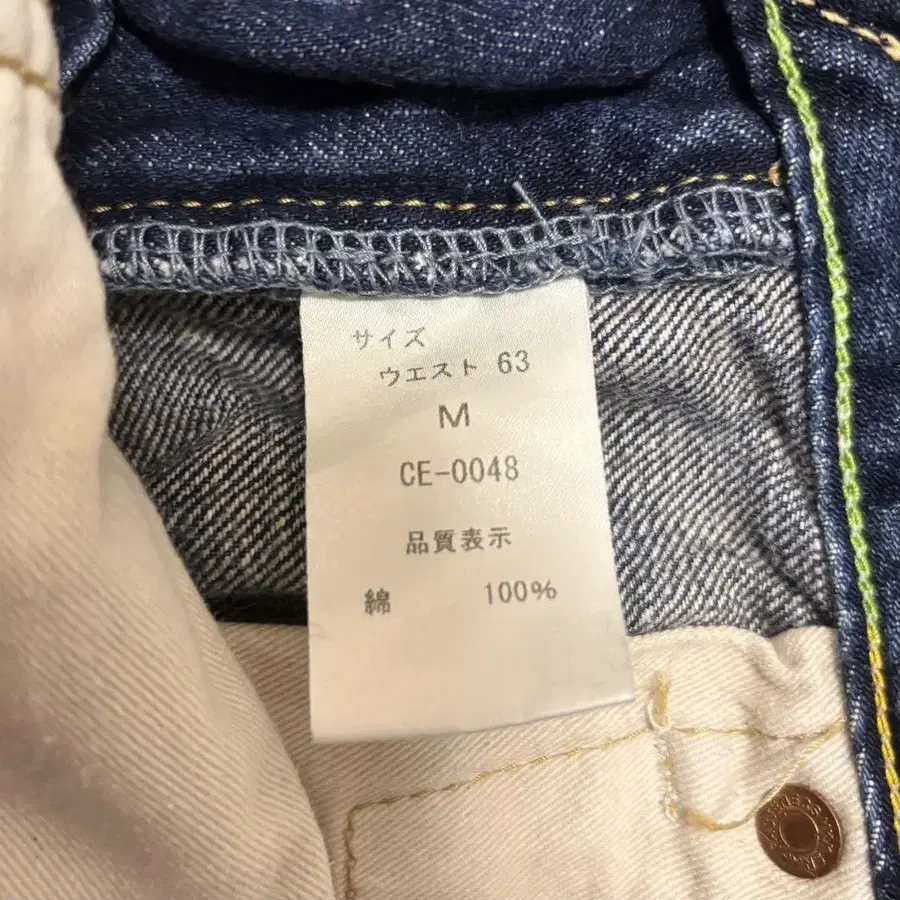 サイズ
ウエスト 63
M
CE-0048
品質表示
綿 100%